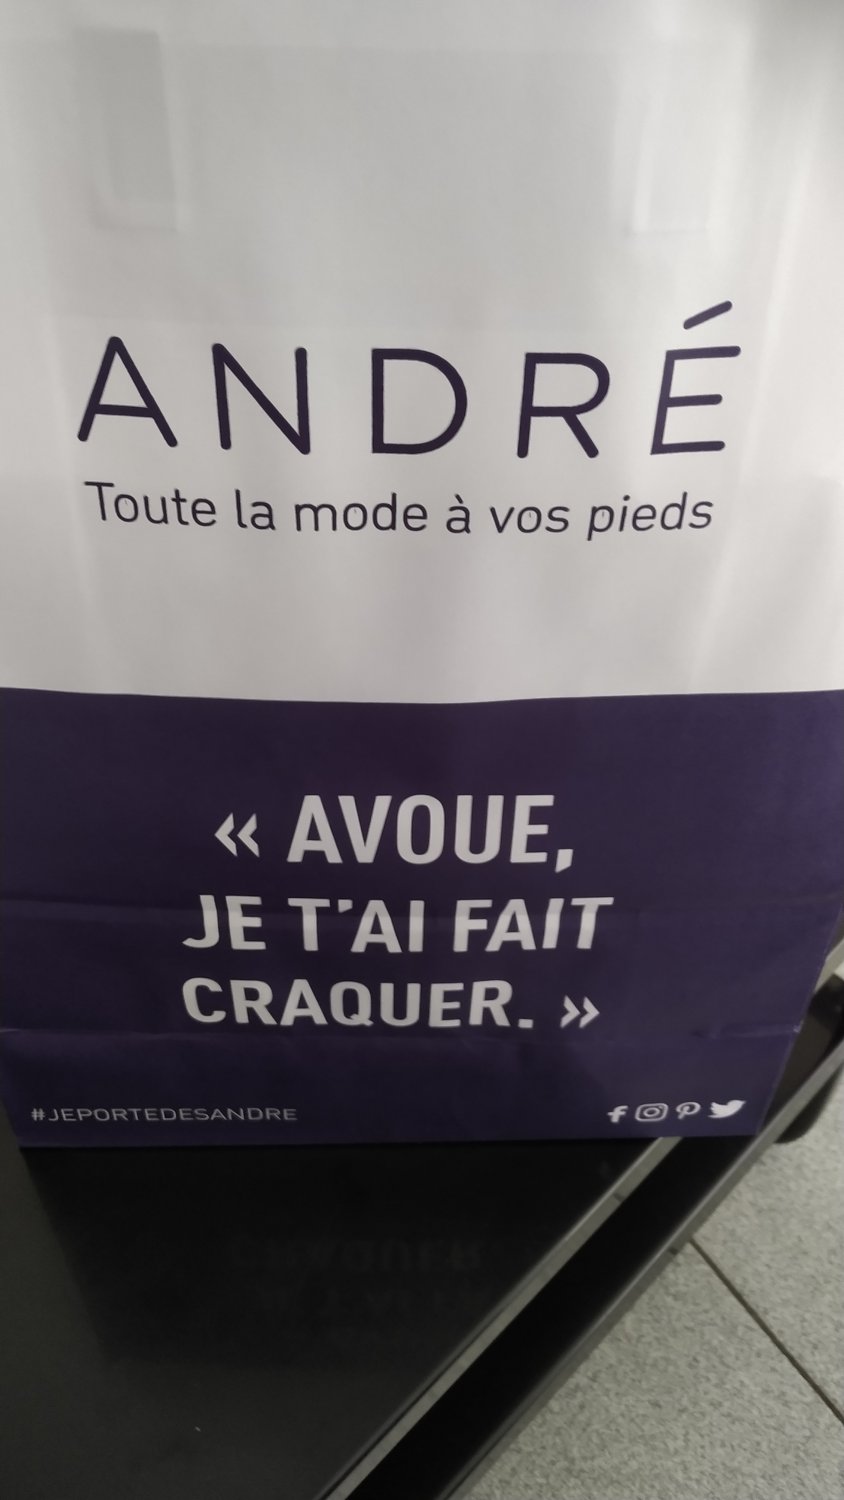 ANDRÉ
Toute la mode à vos pieds
« AVOUE,
JE T'AI FAIT
CRAQUER. »
#JEPORTEDESANDRE